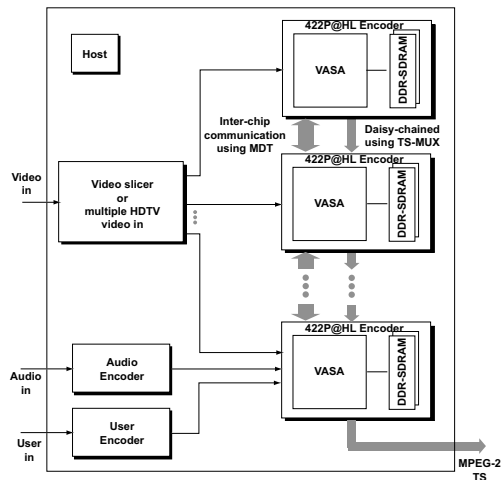 422P@HL Encoder
Host
VASA
DDR-SDRAM
Inter-chip
communication
using MDT
Daisy-chained
using TS-MUX
422P@HL Encoder
Video
in
Video slicer
or
multiple HDTV
video in
VASA
DDR-SDRAM
422P@HL Encoder
Audio
in
Audio
Encoder
VASA
DDR-SDRAM
User
in
User
Encoder
MPEG-2
TS